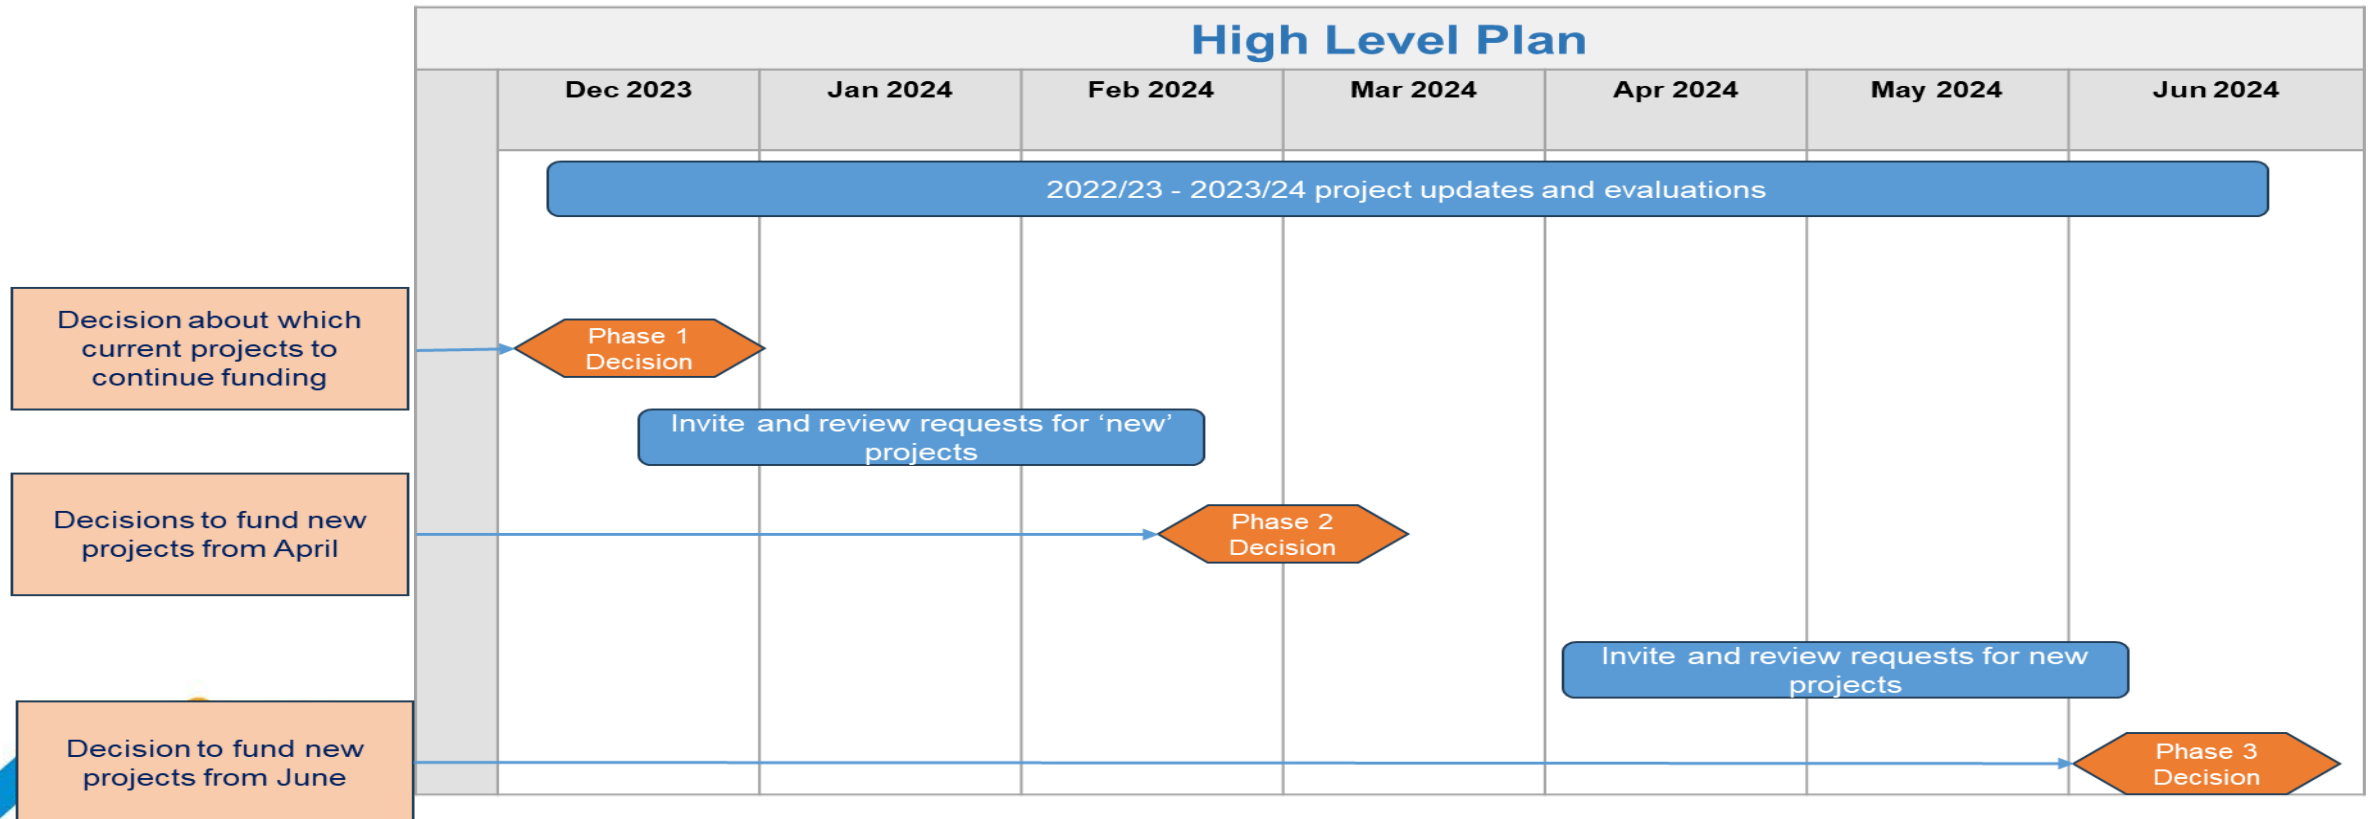 High Level Plan
Dec 2023
Jan 2024
Feb 2024
Mar 2024
Apr 2024
May 2024
Jun 2024
2022/23 - 2023/24 project updates and evaluations
Decision about which
current projects to
continue funding
Phase 1
Decision
Invite and review requests for ‘new’
projects
Decisions to fund new
projects from April
Phase 2
Decision
Invite and review requests for new
projects
Decision to fund new
projects from June
Phase 3
Decision